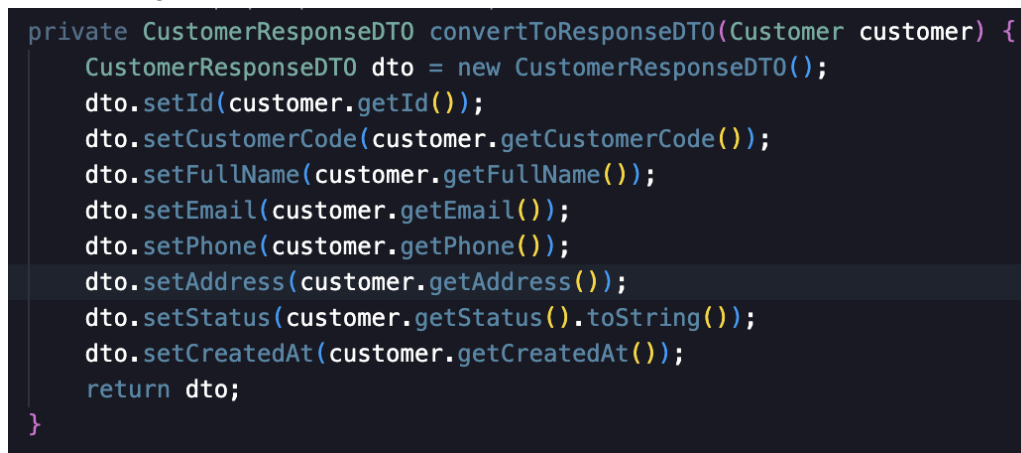 private CustomerResponseDTO convertToResponseDTO(Customer customer) {
    CustomerResponseDTO dto = new CustomerResponseDTO();
    dto.setId(customer.getId());
    dto.setCustomerCode(customer.getCustomerCode());
    dto.setFullName(customer.getFullName());
    dto.setEmail(customer.getEmail());
    dto.setPhone(customer.getPhone());
    dto.setAddress(customer.getAddress());
    dto.setStatus(customer.getStatus().toString());
    dto.setCreatedAt(customer.getCreatedAt());
    return dto;
}